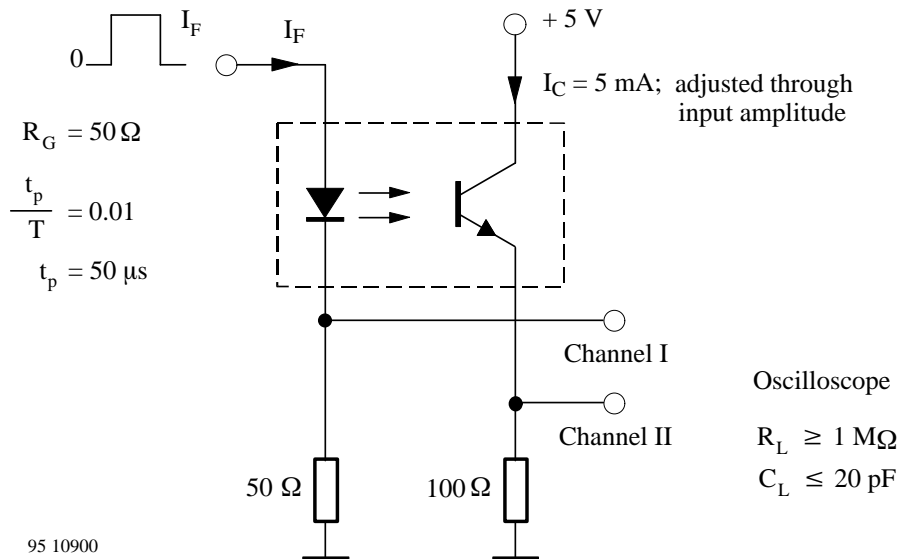 I_F
0
I_F
+ 5 V
I_C = 5 mA; adjusted through
input amplitude
R_G = 50 Ω
t_p
T
= 0.01
t_p = 50 µs
Channel I
Channel II
Oscilloscope
R_L ≥ 1 MΩ
C_L ≤ 20 pF
50 Ω
100 Ω
95 10900